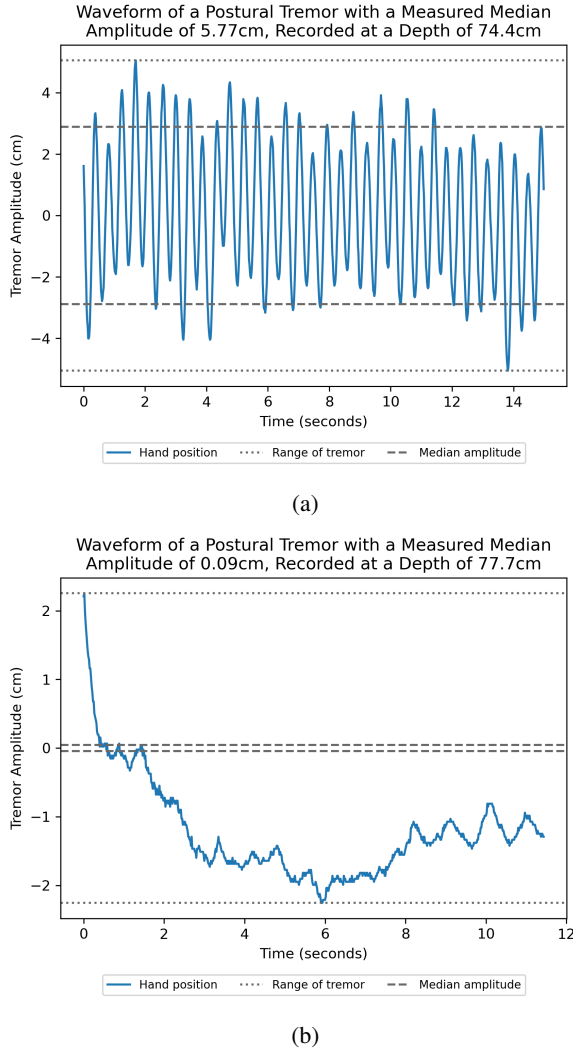 Waveform of a Postural Tremor with a Measured Median
Amplitude of 5.77cm, Recorded at a Depth of 74.4cm
4
2
0
−2
−4
Tremor Amplitude (cm)
0 2 4 6 8 10 12 14
Time (seconds)
Hand position Range of tremor Median amplitude
(a)
Waveform of a Postural Tremor with a Measured Median
Amplitude of 0.09cm, Recorded at a Depth of 77.7cm
2
1
0
−1
−2
Tremor Amplitude (cm)
0 2 4 6 8 10 12
Time (seconds)
Hand position Range of tremor Median amplitude
(b)